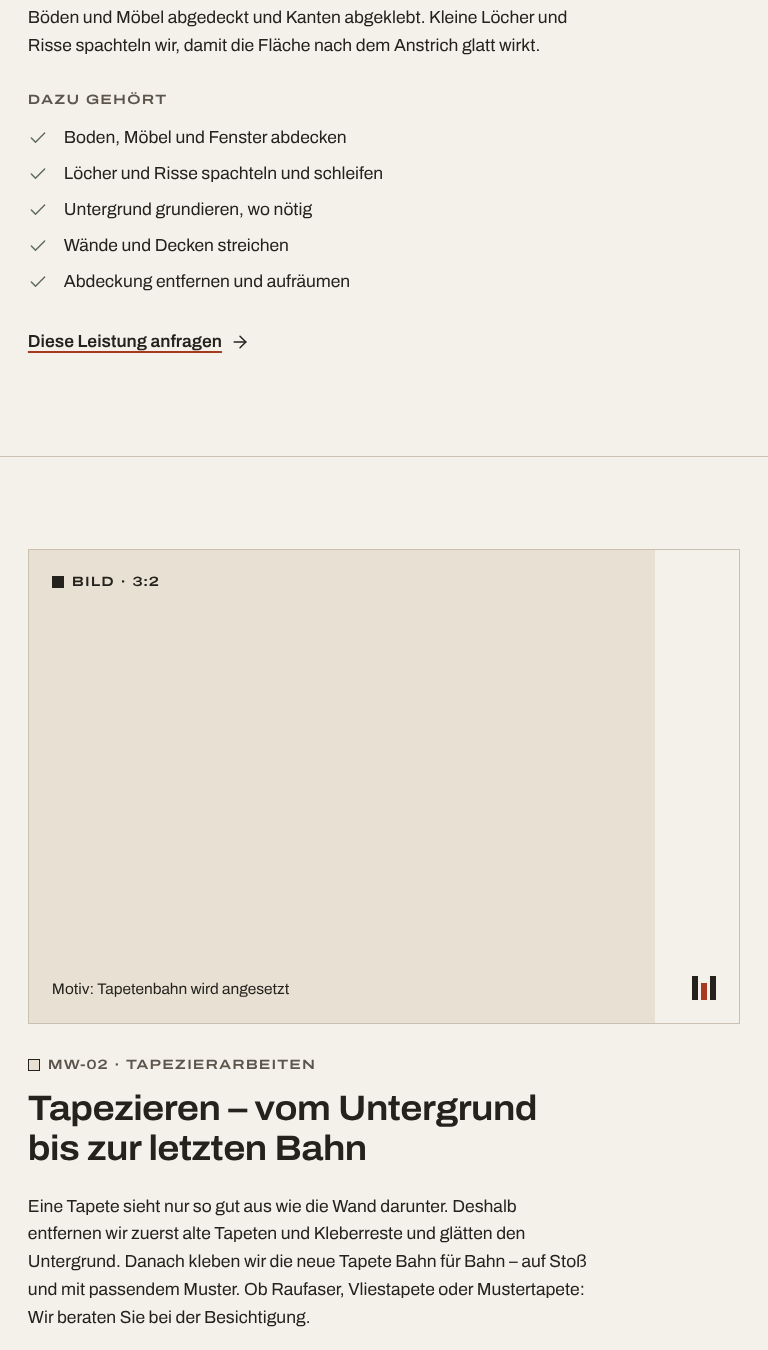 Böden und Möbel abgedeckt und Kanten abgeklebt. Kleine Löcher und
Risse spachteln wir, damit die Fläche nach dem Anstrich glatt wirkt.
DAZU GEHÖRT
Boden, Möbel und Fenster abdecken
Löcher und Risse spachteln und schleifen
Untergrund grundieren, wo nötig
Wände und Decken streichen
Abdeckung entfernen und aufräumen
Diese Leistung anfragen →
BILD · 3:2
Motiv: Tapetenbahn wird angesetzt
MW-02 · TAPEZIERARBEITEN
Tapezieren – vom Untergrund
bis zur letzten Bahn
Eine Tapete sieht nur so gut aus wie die Wand darunter. Deshalb
entfernen wir zuerst alte Tapeten und Kleberreste und glätten den
Untergrund. Danach kleben wir die neue Tapete Bahn für Bahn – auf Stoß
und mit passendem Muster. Ob Raufaser, Vliestapete oder Mustertapete:
Wir beraten Sie bei der Besichtigung.